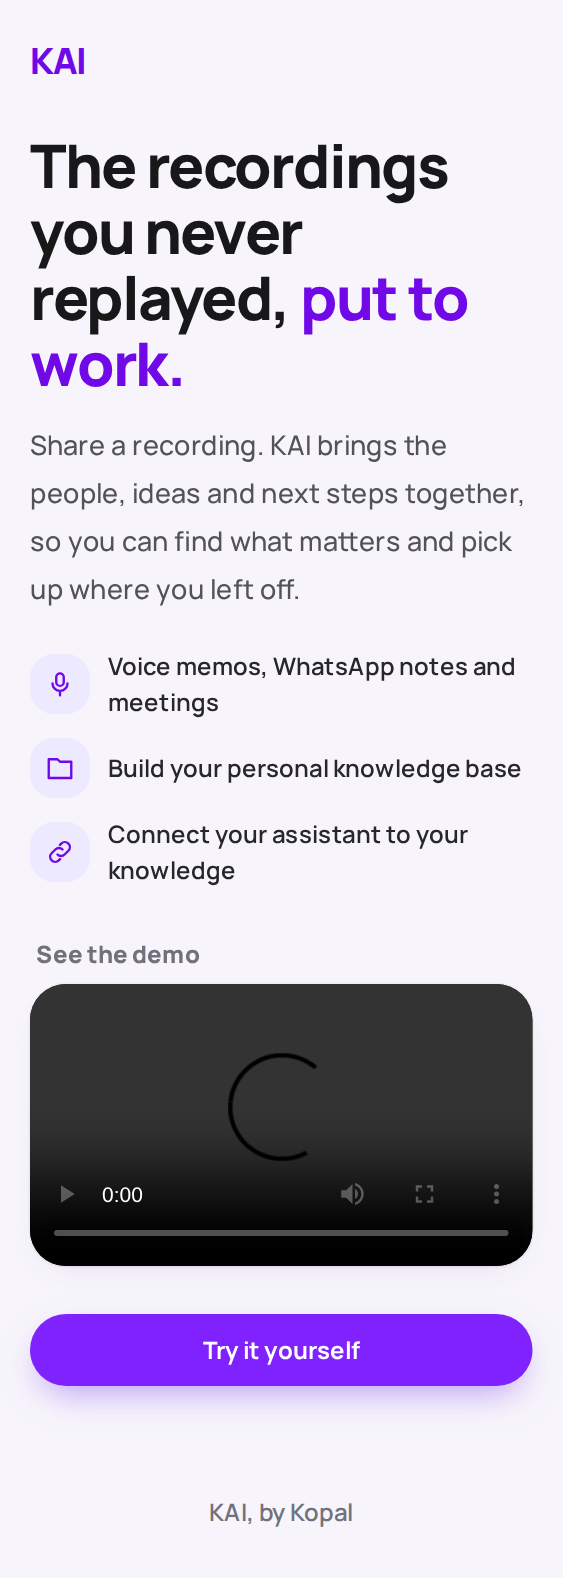 KAI
The recordings
you never
replayed, put to
work.
Share a recording. KAI brings the
people, ideas and next steps together,
so you can find what matters and pick
up where you left off.
Voice memos, WhatsApp notes and
meetings
Build your personal knowledge base
Connect your assistant to your
knowledge
See the demo
0:00
Try it yourself
KAI, by Kopal